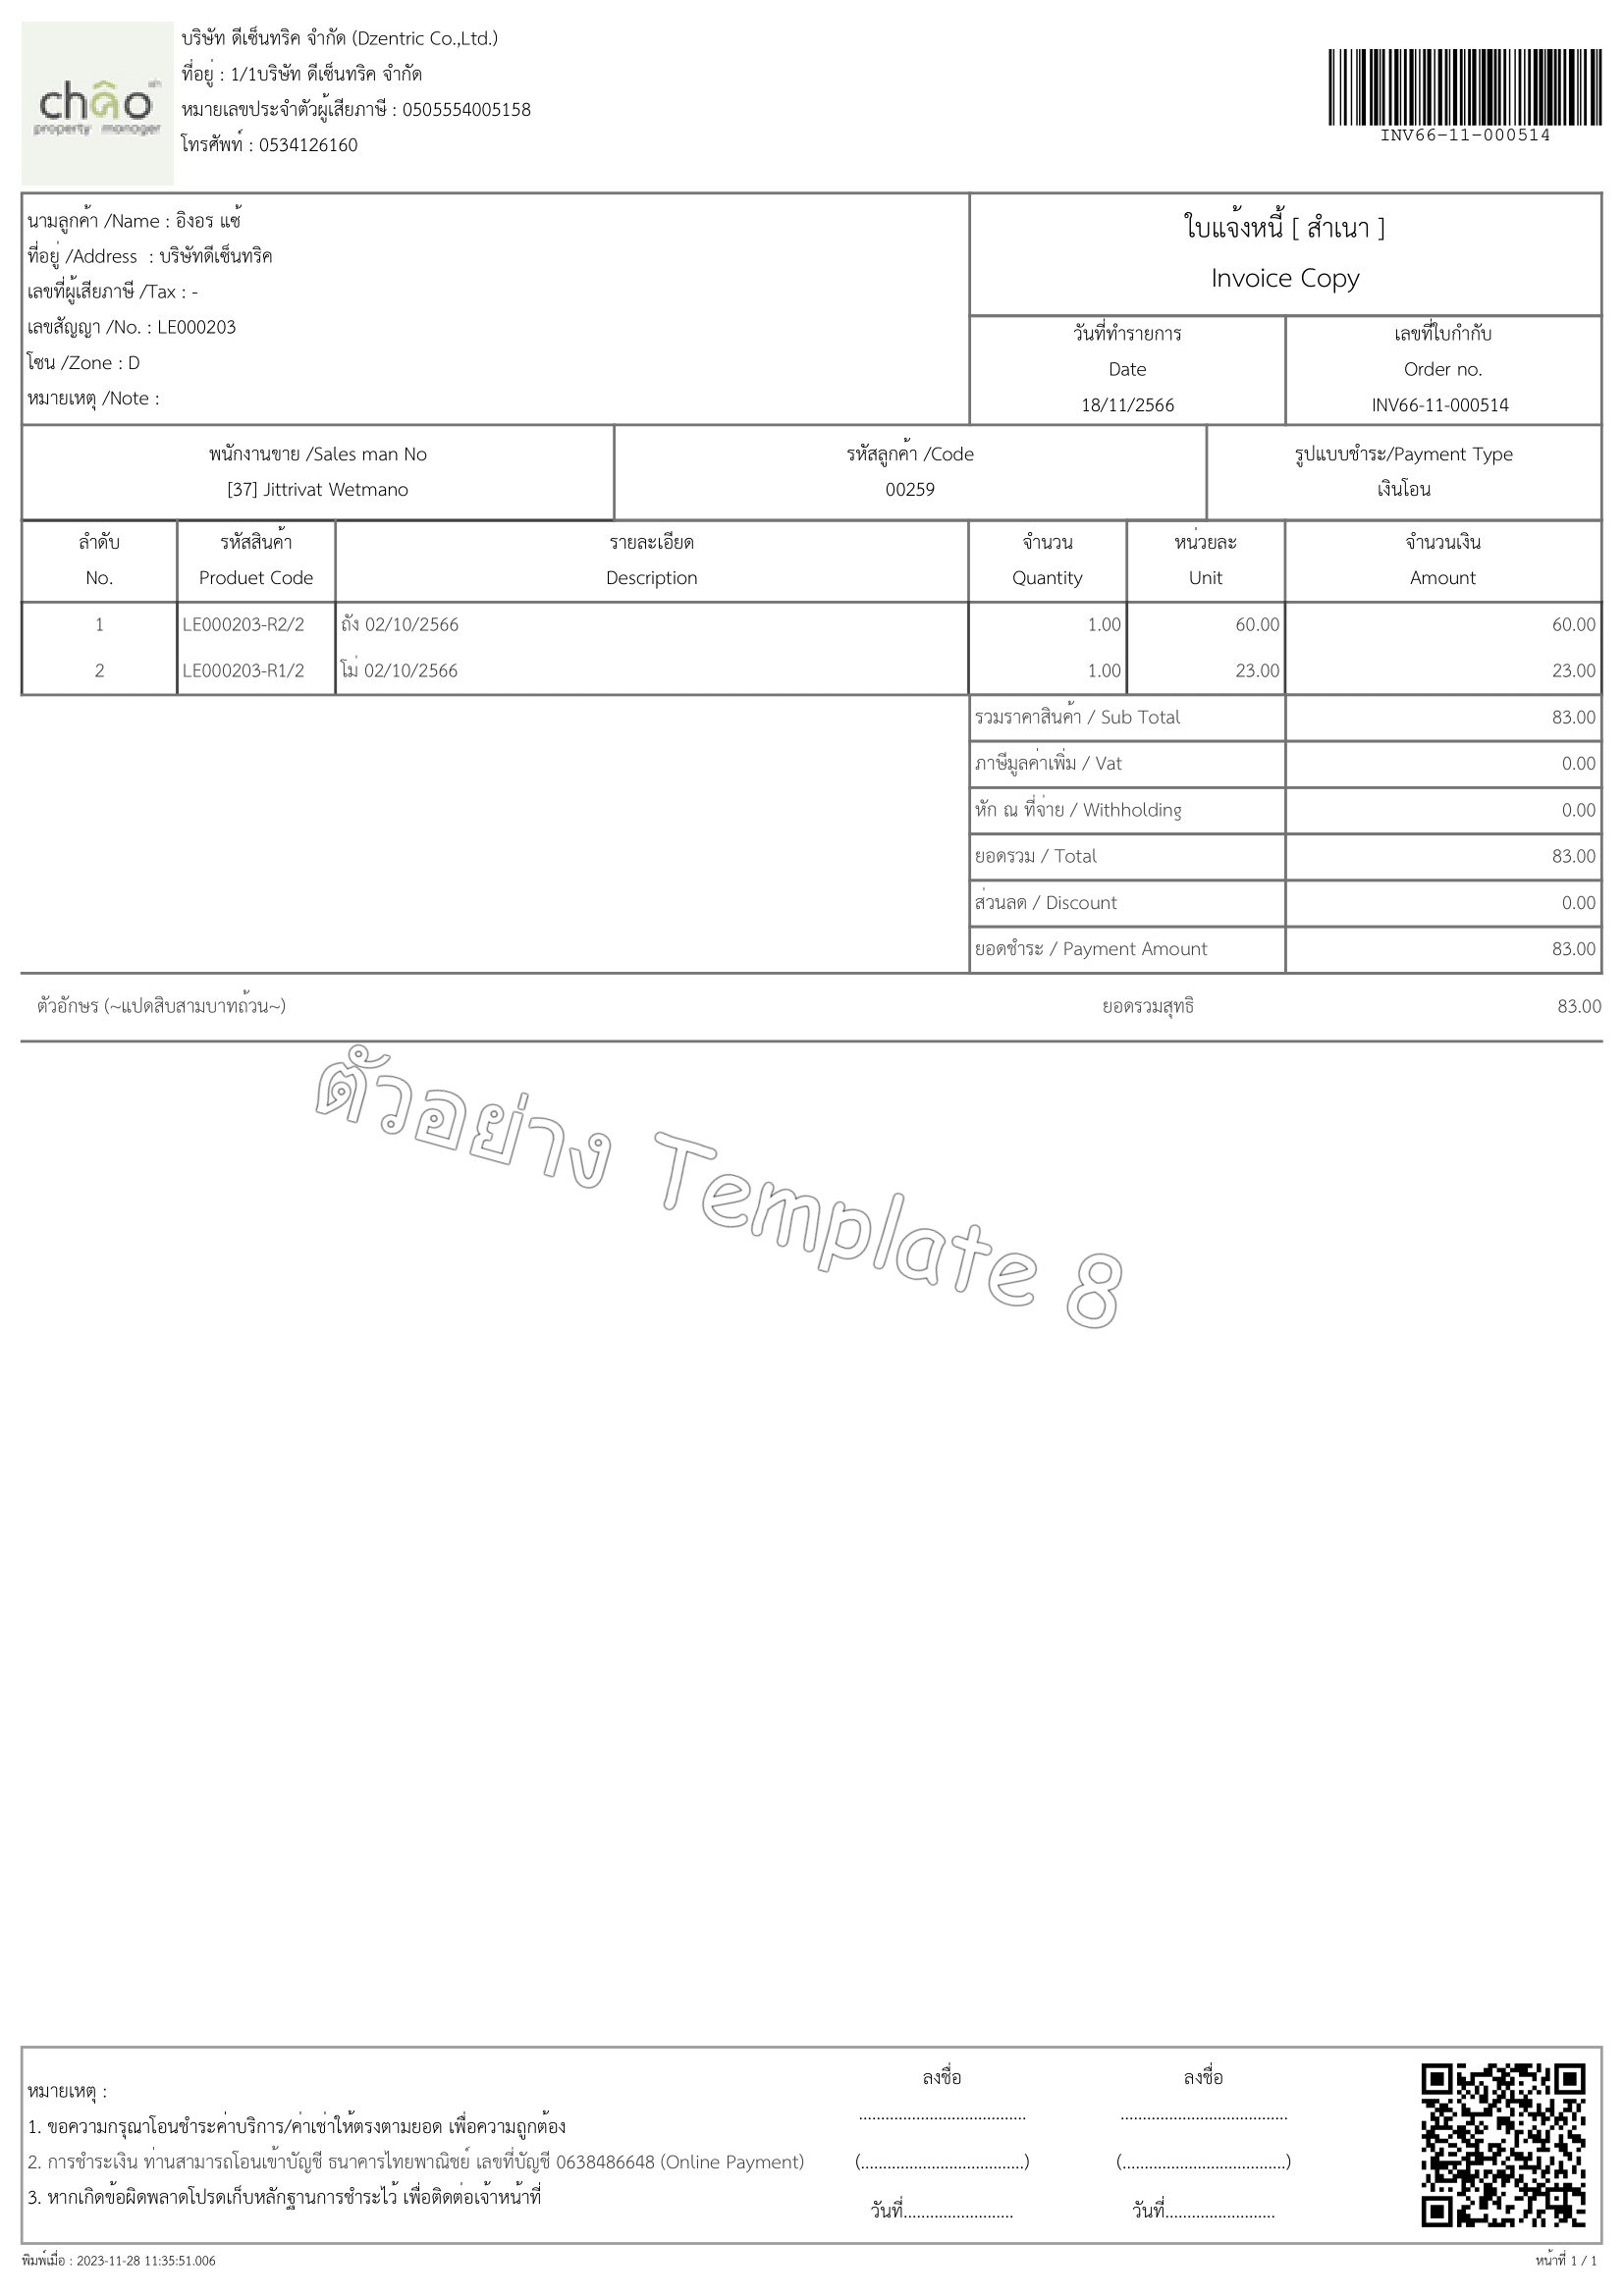 chao
property manager
บริษัท ดีเซ็นทริค จำกัด (Dzentric Co.,Ltd.)
ที่อยู่ : 1/1บริษัท ดีเซ็นทริค จำกัด
หมายเลขประจำตัวผู้เสียภาษี : 0505554005158
โทรศัพท์ : 0534126160
INV66-11-000514
นามลูกค้า /Name : อิงอร แซ้
ที่อยู่ /Address : บริษัทดีเซ็นทริค
เลขที่ผู้เสียภาษี /Tax : -
เลขสัญญา /No. : LE000203
โซน /Zone : D
หมายเหตุ /Note :
ใบแจ้งหนี้ [ สำเนา ]
Invoice Copy
วันที่ทำรายการ เลขที่ใบกำกับ
Date Order no.
18/11/2566 INV66-11-000514
พนักงานขาย /Sales man No รหัสลูกค้า /Code รูปแบบชำระ/Payment Type
[37] Jittrivat Wetmano 00259 เงินโอน
ลำดับ รหัสสินค้า รายละเอียด จำนวน หน่วยละ จำนวนเงิน
No. Produet Code Description Quantity Unit Amount
1 LE000203-R2/2 ถัง 02/10/2566 1.00 60.00 60.00
2 LE000203-R1/2 โม่ 02/10/2566 1.00 23.00 23.00
รวมราคาสินค้า / Sub Total 83.00
ภาษีมูลค่าเพิ่ม / Vat 0.00
หัก ณ ที่จ่าย / Withholding 0.00
ยอดรวม / Total 83.00
ส่วนลด / Discount 0.00
ยอดชำระ / Payment Amount 83.00
ตัวอักษร (~แปดสิบสามบาทถ้วน~) ยอดรวมสุทธิ 83.00
ตัวอย่าง Template 8
หมายเหตุ :
1. ขอความกรุณาโอนชำระค่าบริการ/ค่าเช่าให้ตรงตามยอด เพื่อความถูกต้อง
2. การชำระเงิน ท่านสามารถโอนเข้าบัญชี ธนาคารไทยพาณิชย์ เลขที่บัญชี 0638486648 (Online Payment)
3. หากเกิดข้อผิดพลาดโปรดเก็บหลักฐานการชำระไว้ เพื่อติดต่อเจ้าหน้าที่
ลงชื่อ ลงชื่อ
...................................... ......................................
(.....................................) (.....................................)
วันที่......................... วันที่.........................
พิมพ์เมื่อ : 2023-11-28 11:35:51.006 หน้าที่ 1 / 1